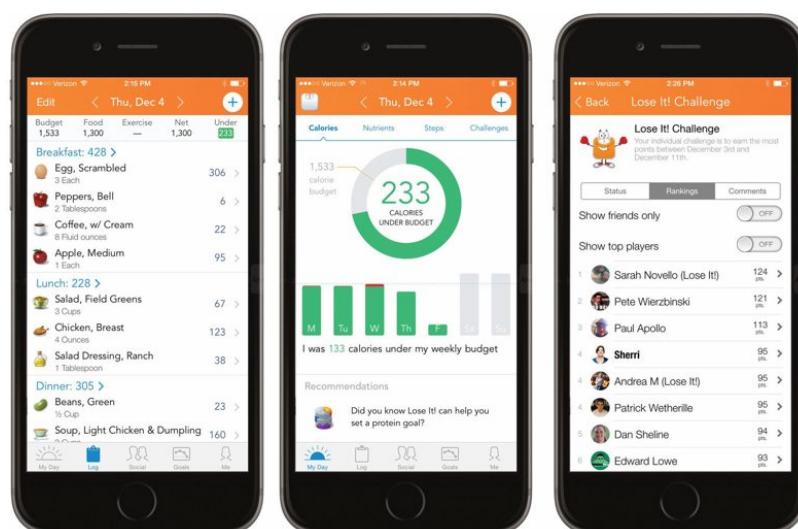 Verizon 2:15 PM
Edit < Thu, Dec 4 > +
Budget Food Exercise Net Under
1,533 1,300 — 1,300 233
Breakfast: 428 >
Egg, Scrambled 306 >
3 Each
Peppers, Bell 6 >
2 Tablespoons
Coffee, w/ Cream 22 >
8 Fluid ounces
Apple, Medium 95 >
1 Each
Lunch: 228 >
Salad, Field Greens 67 >
3 Cups
Chicken, Breast 123 >
4 Ounces
Salad Dressing, Ranch 38 >
1 Tablespoon
Dinner: 305 >
Beans, Green 23 >
½ Cup
Soup, Light Chicken & Dumpling 160 >
My Day Log Social Goals Me
Verizon 2:14 PM
< Thu, Dec 4 > +
Calories Nutrients Steps Challenges
1,533
calorie
budget
233
CALORIES
UNDER BUDGET
M Tu W Th F Sa Su
I was 133 calories under my weekly budget
Recommendations
Did you know Lose It! can help you
set a protein goal?
My Day Log Social Goals Me
Verizon 2:26 PM
< Back Lose It! Challenge
Lose It! Challenge
Your individual challenge is to earn the most
points between December 3rd and
December 11th.
Status Rankings Comments
Show friends only OFF
Show top players OFF
1 Sarah Novello (Lose It!) 124 pts. >
2 Pete Wierzbinski 121 pts. >
3 Paul Apollo 113 pts. >
4 Sherri 95 pts. >
4 Andrea M (Lose It!) 95 pts. >
4 Patrick Wetherille 95 pts. >
5 Dan Sheline 94 pts. >
6 Edward Lowe 93 pts. >